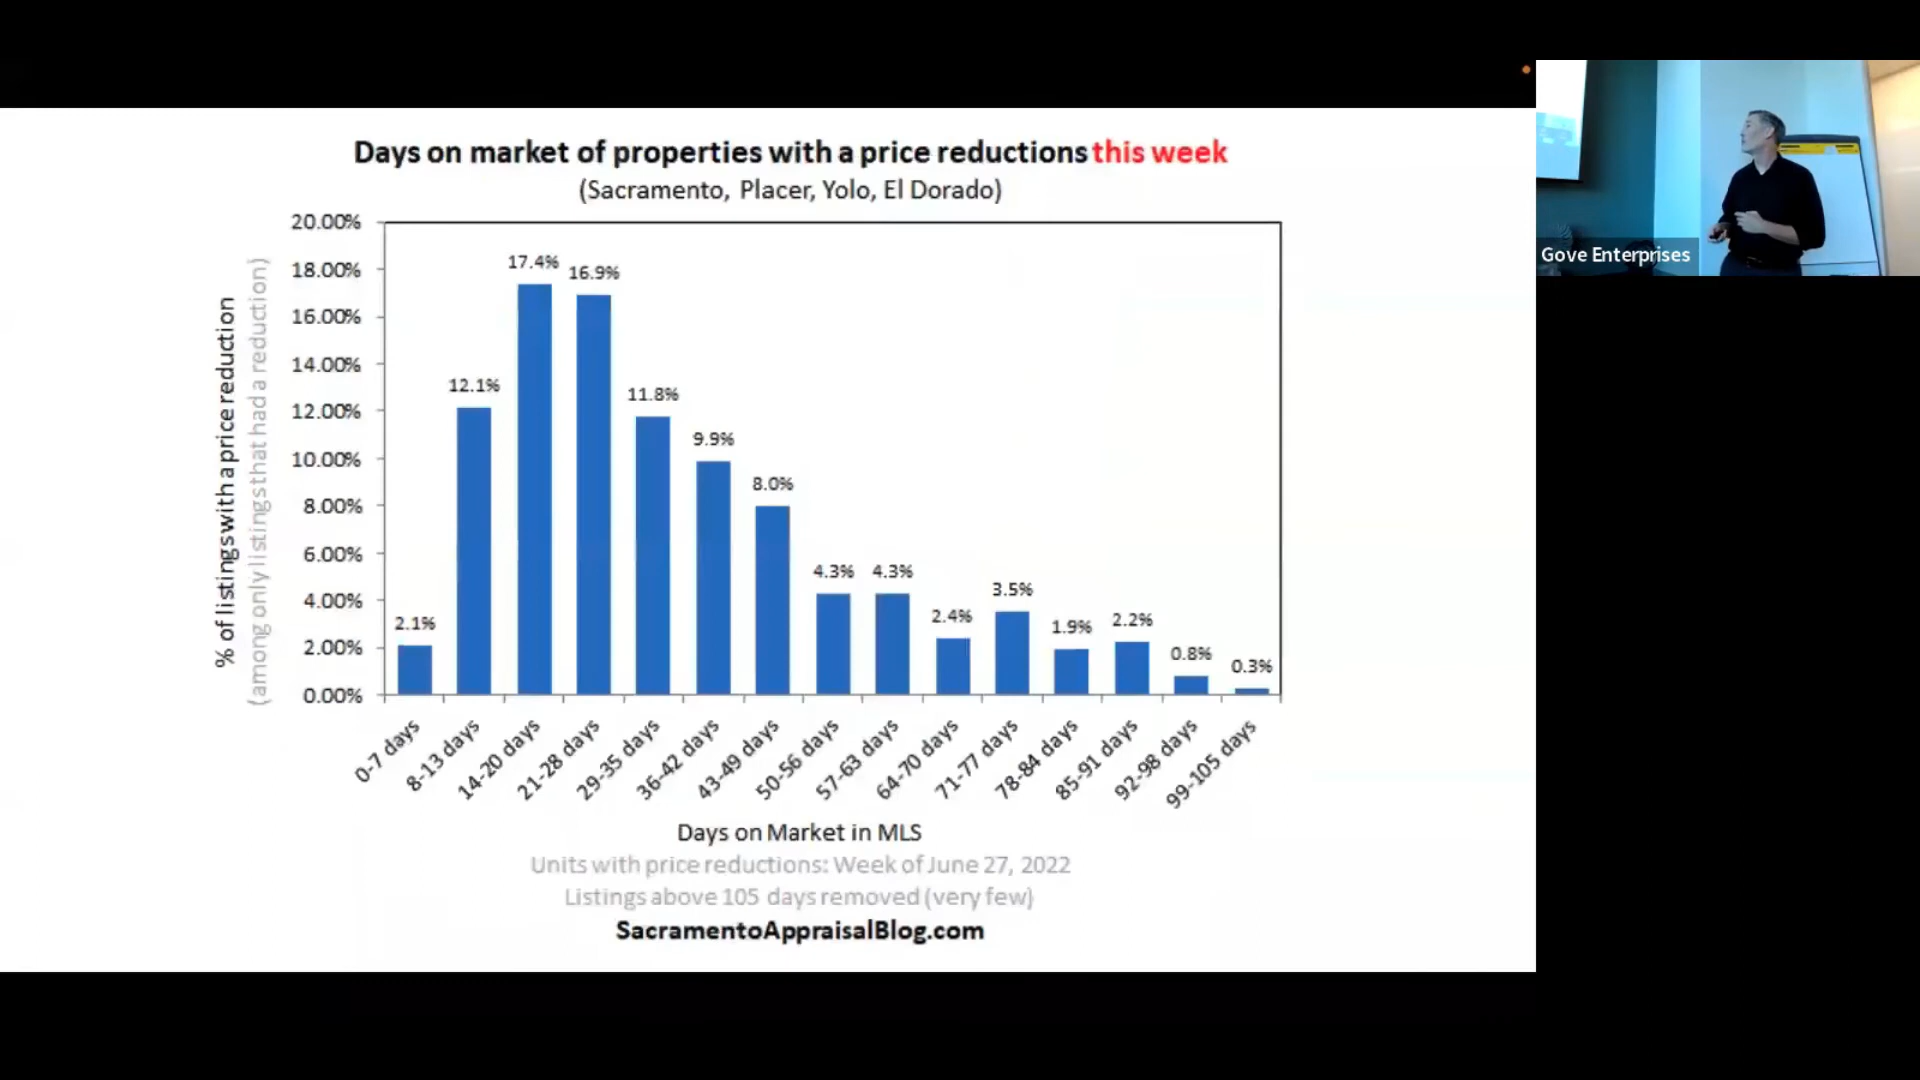 Days on market of properties with a price reductions this week
(Sacramento, Placer, Yolo, El Dorado)
% of listings with a price reduction
(among only listings that had a reduction)
20.00%
18.00%
16.00%
14.00%
12.00%
10.00%
8.00%
6.00%
4.00%
2.00%
0.00%
2.1%
12.1%
17.4%
16.9%
11.8%
9.9%
8.0%
4.3%
4.3%
2.4%
3.5%
1.9%
2.2%
0.8%
0.3%
0-7 days
8-13 days
14-20 days
21-28 days
29-35 days
36-42 days
43-49 days
50-56 days
57-63 days
64-70 days
71-77 days
78-84 days
85-91 days
92-98 days
99-105 days
Days on Market in MLS
Units with price reductions: Week of June 27, 2022
Listings above 105 days removed (very few)
SacramentoAppraisalBlog.com
Gove Enterprises